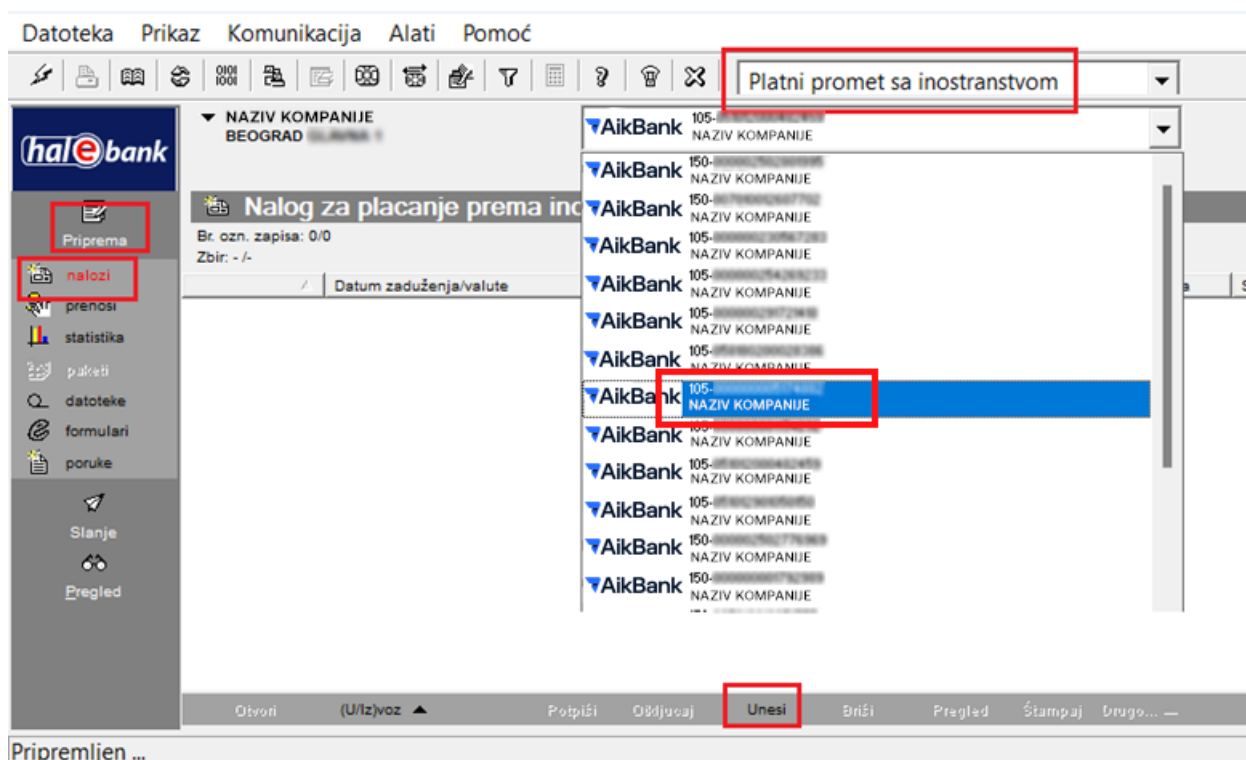 Datoteka Prikaz Komunikacija Alati Pomoć
Platni promet sa inostranstvom
halebank
NAZIV KOMPANIJE
BEOGRAD
AikBank 105-
NAZIV KOMPANIJE
AikBank 150-
NAZIV KOMPANIJE
AikBank 150-
NAZIV KOMPANIJE
AikBank 105-
NAZIV KOMPANIJE
AikBank 105-
NAZIV KOMPANIJE
AikBank 105-
NAZIV KOMPANIJE
AikBank 105-
NAZIV KOMPANIJE
AikBank 105-
NAZIV KOMPANIJE
AikBank
NAZIV KOMPANIJE
AikBank 105-
NAZIV KOMPANIJE
AikBank 105-
NAZIV KOMPANIJE
AikBank 150-
NAZIV KOMPANIJE
AikBank 150-
NAZIV KOMPANIJE
Nalog za placanje prema ino
Br. ozn. zapisa: 0/0
Zbir: - /-
Datum zaduženja/valute
a
S
Priprema
nalozi
prenosi
statistika
paketi
datoteke
formulari
poruke
Slanje
Pregled
Otvori (U/Iz)voz Potpiši Obljucaj Unesi Briši Pregled Štampaj Drugo...
Pripremljen ...